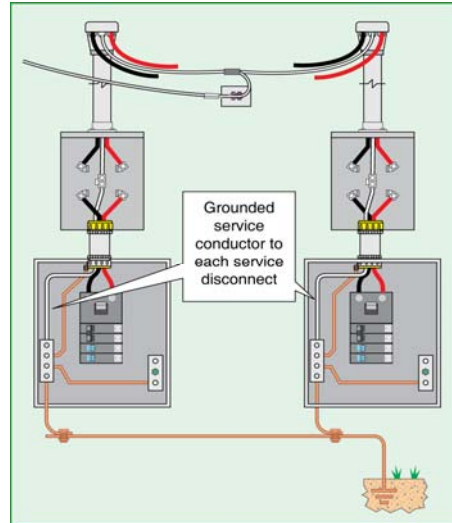 Grounded
service
conductor to
each service
disconnect